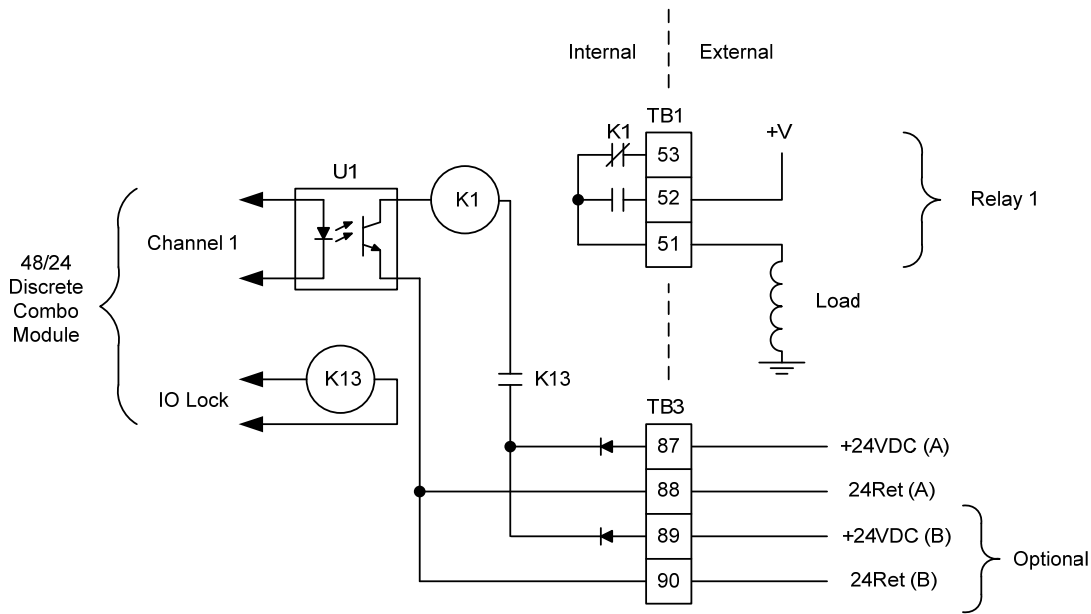 Internal
External
TB1
K1
53
52
51
+V
Relay 1
Load
U1
K1
48/24
Discrete
Combo
Module
Channel 1
IO Lock
K13
K13
TB3
87
+24VDC (A)
88
24Ret (A)
89
+24VDC (B)
90
24Ret (B)
Optional